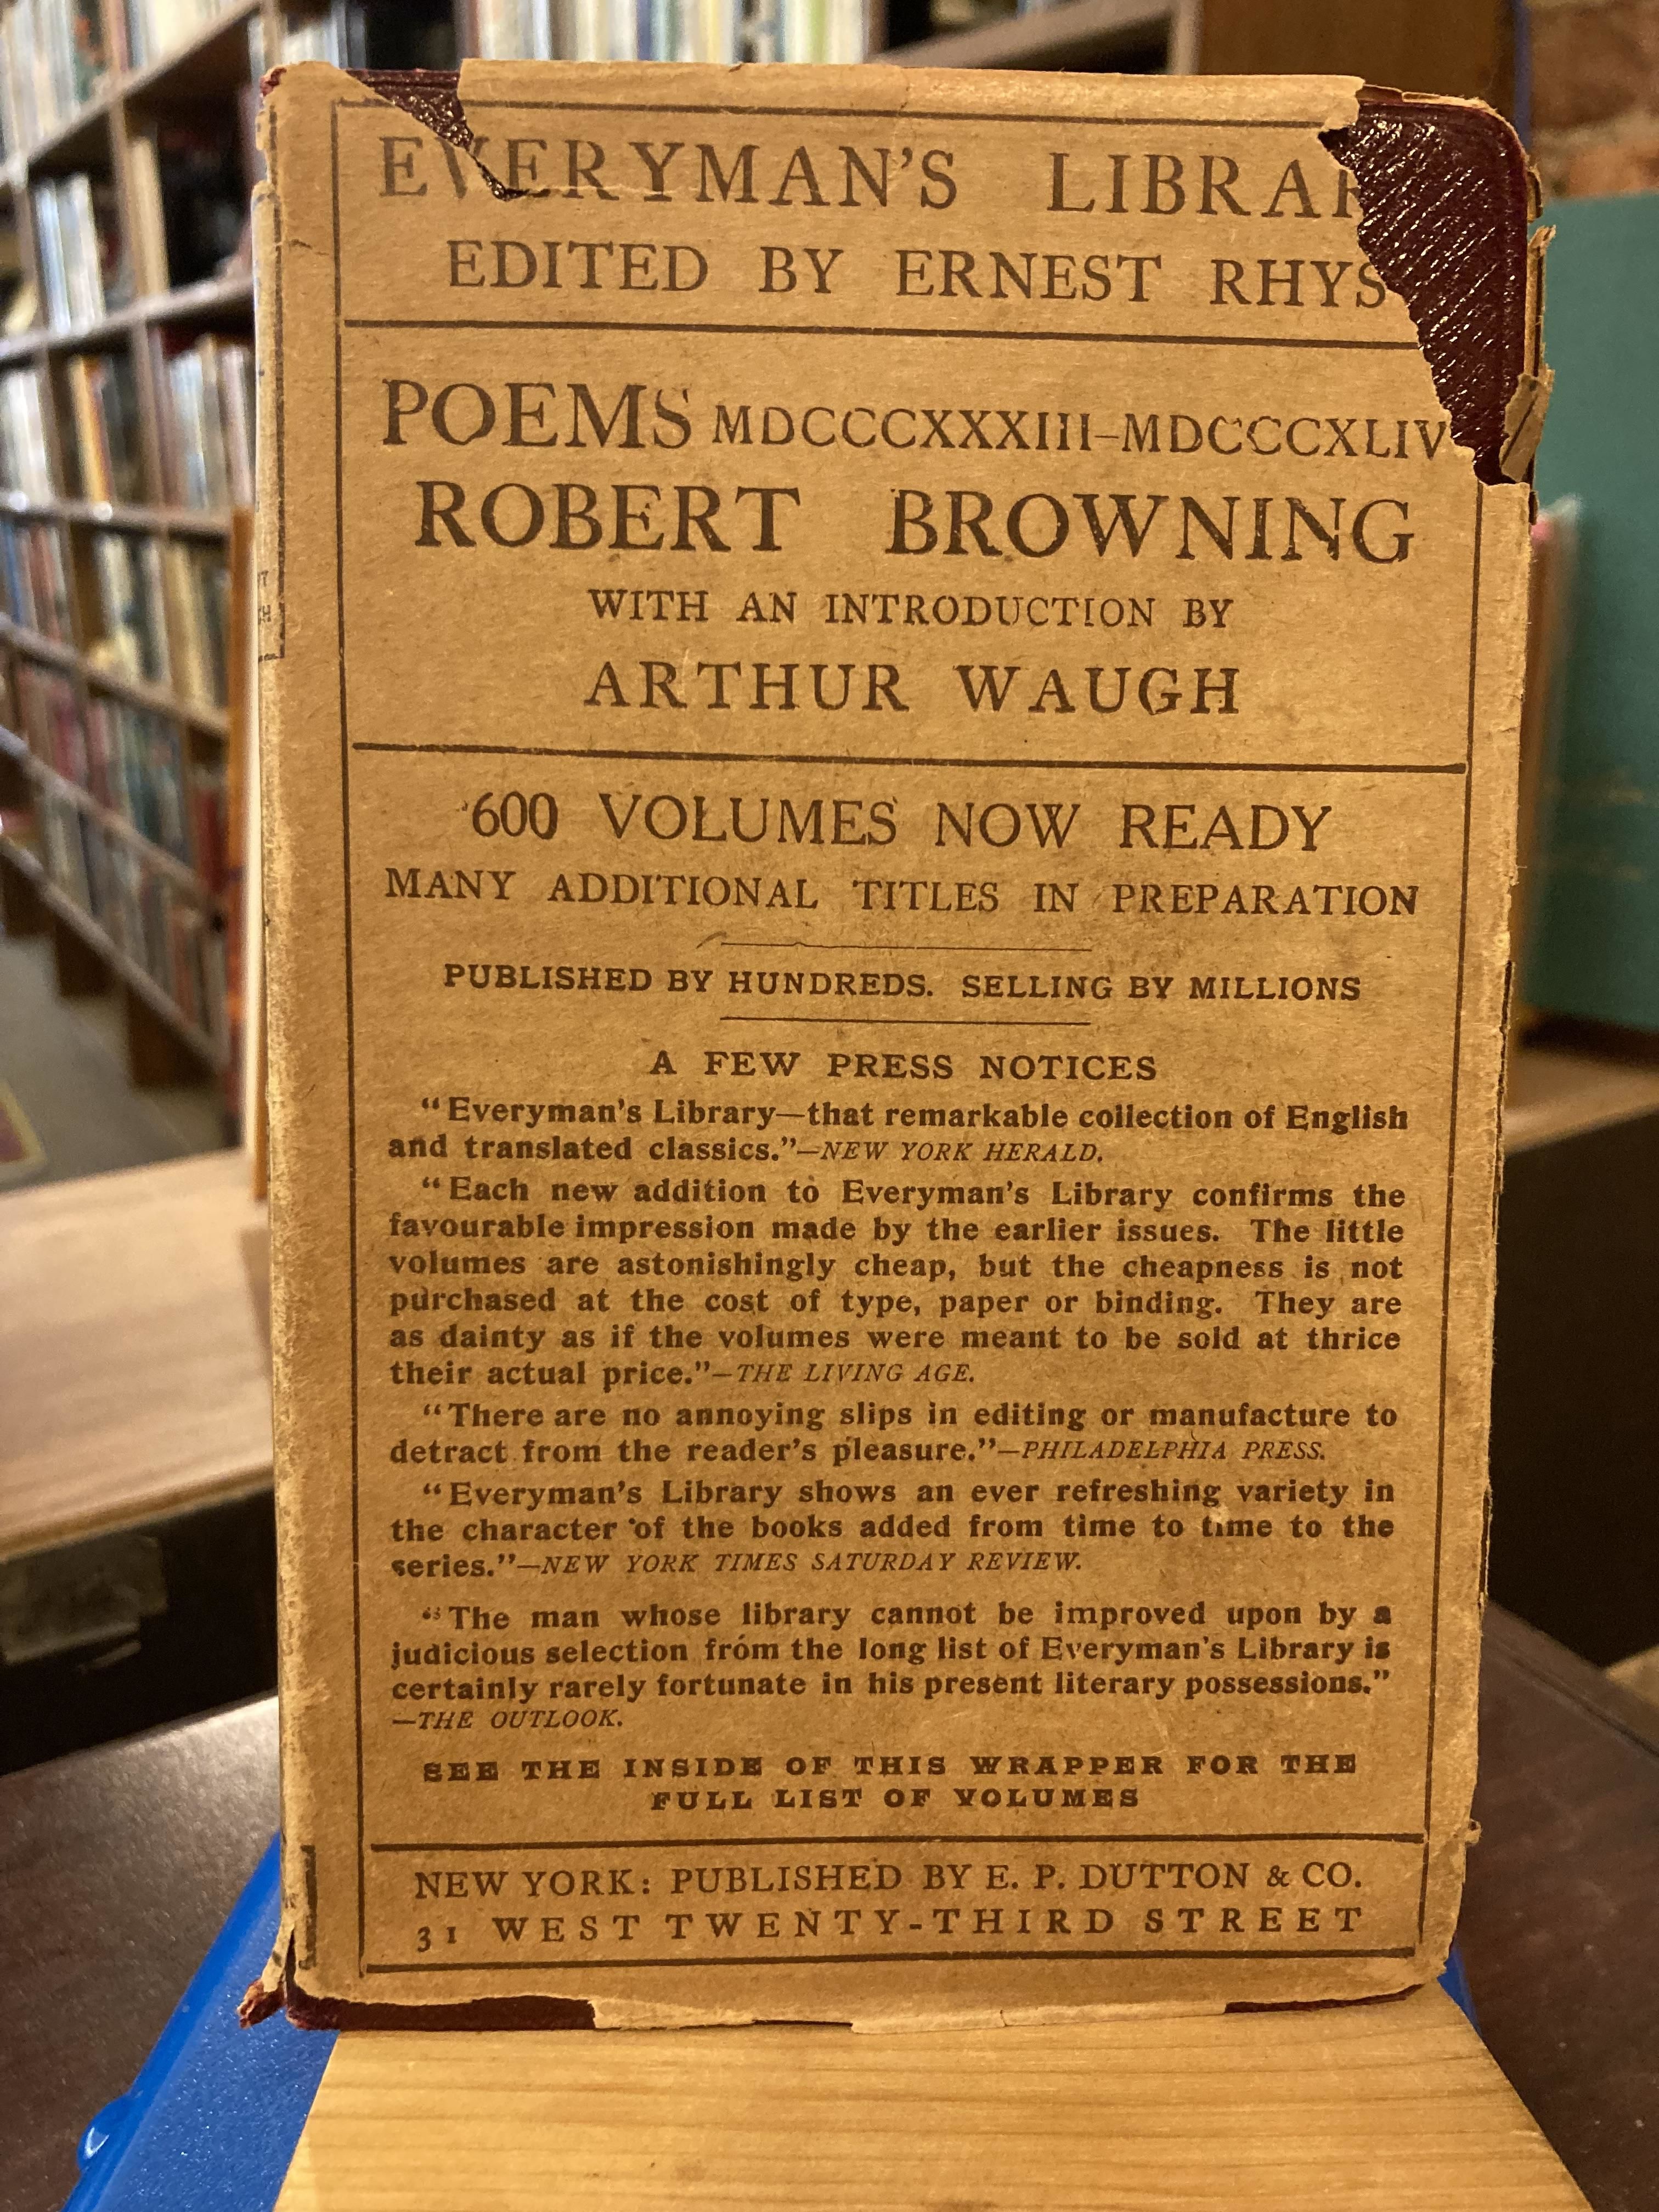 EVERYMAN'S LIBRAR
EDITED BY ERNEST RHYS
POEMS MDCCCXXXIII–MDCCCXLIV
ROBERT BROWNING
WITH AN INTRODUCTION BY
ARTHUR WAUGH
600 VOLUMES NOW READY
MANY ADDITIONAL TITLES IN PREPARATION
PUBLISHED BY HUNDREDS. SELLING BY MILLIONS
A FEW PRESS NOTICES
"Everyman's Library—that remarkable collection of English
and translated classics."—NEW YORK HERALD.
"Each new addition to Everyman's Library confirms the
favourable impression made by the earlier issues. The little
volumes are astonishingly cheap, but the cheapness is not
purchased at the cost of type, paper or binding. They are
as dainty as if the volumes were meant to be sold at thrice
their actual price."—THE LIVING AGE.
"There are no annoying slips in editing or manufacture to
detract from the reader's pleasure."—PHILADELPHIA PRESS.
"Everyman's Library shows an ever refreshing variety in
the character of the books added from time to time to the
series."—NEW YORK TIMES SATURDAY REVIEW.
"The man whose library cannot be improved upon by a
judicious selection from the long list of Everyman's Library is
certainly rarely fortunate in his present literary possessions."
—THE OUTLOOK.
SEE THE INSIDE OF THIS WRAPPER FOR THE
FULL LIST OF VOLUMES
NEW YORK: PUBLISHED BY E. P. DUTTON & CO.
31 WEST TWENTY-THIRD STREET